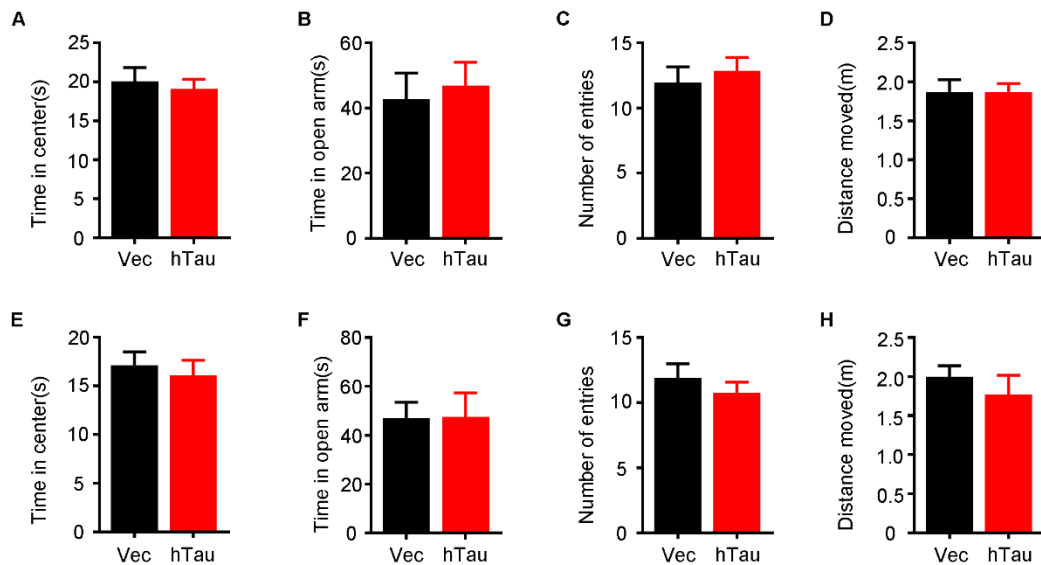 A
Time in center(s)
25
20
15
10
5
0
Vec hTau
B
Time in open arm(s)
60
40
20
0
Vec hTau
C
Number of entries
15
10
5
0
Vec hTau
D
Distance moved(m)
2.5
2.0
1.5
1.0
0.5
0
Vec hTau
E
Time in center(s)
20
15
10
5
0
Vec hTau
F
Time in open arm(s)
80
60
40
20
0
Vec hTau
G
Number of entries
15
10
5
0
Vec hTau
H
Distance moved(m)
2.5
2.0
1.5
1.0
0.5
0
Vec hTau